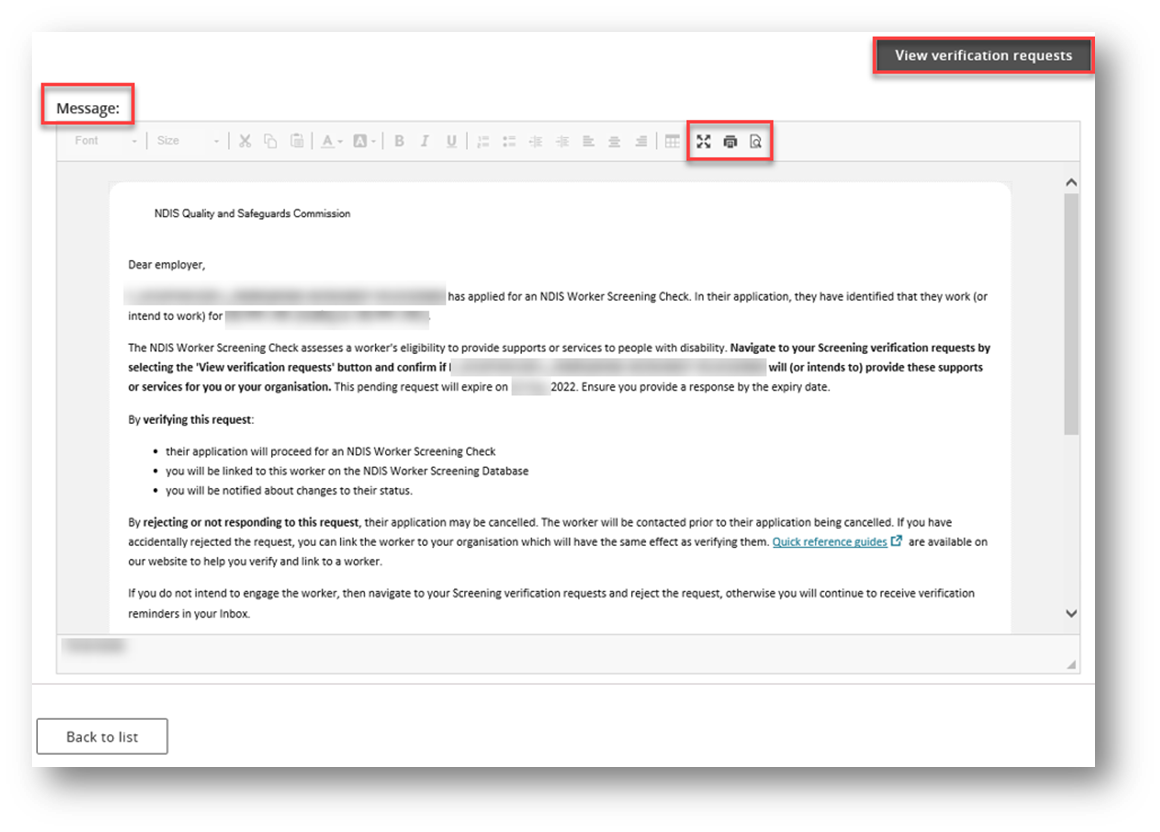 View verification requests
Message:
Font
Size
NDIS Quality and Safeguards Commission
Dear employer,
has applied for an NDIS Worker Screening Check. In their application, they have identified that they work (or
intend to work) for
The NDIS Worker Screening Check assesses a worker's eligibility to provide supports or services to people with disability. Navigate to your Screening verification requests by
selecting the 'View verification requests' button and confirm if will (or intends to) provide these supports
or services for you or your organisation. This pending request will expire on 2022. Ensure you provide a response by the expiry date.
By verifying this request:
• their application will proceed for an NDIS Worker Screening Check
• you will be linked to this worker on the NDIS Worker Screening Database
• you will be notified about changes to their status.
By rejecting or not responding to this request, their application may be cancelled. The worker will be contacted prior to their application being cancelled. If you have
accidentally rejected the request, you can link the worker to your organisation which will have the same effect as verifying them. Quick reference guides are available on
our website to help you verify and link to a worker.
If you do not intend to engage the worker, then navigate to your Screening verification requests and reject the request, otherwise you will continue to receive verification
reminders in your Inbox.
Back to list